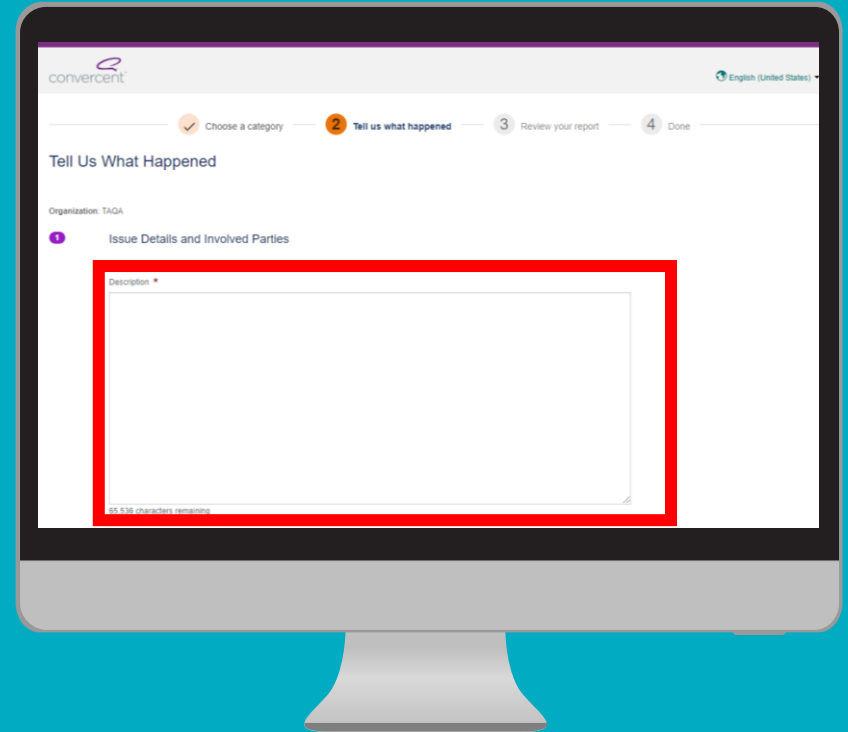 convercent
English (United States)
Choose a category
2 Tell us what happened
3 Review your report
4 Done
Tell Us What Happened
Organization: TAQA
1 Issue Details and Involved Parties
Description *
65,536 characters remaining